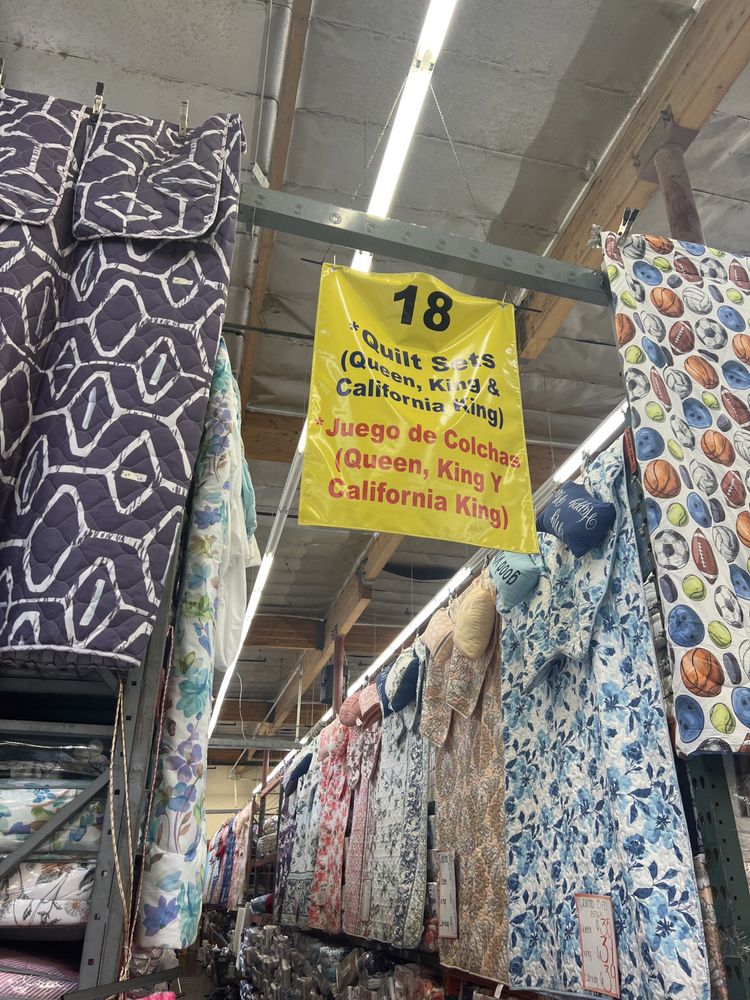 18
*Quilt Sets
(Queen, King &
California King)
*Juego de Colchas
(Queen, King Y
California King)